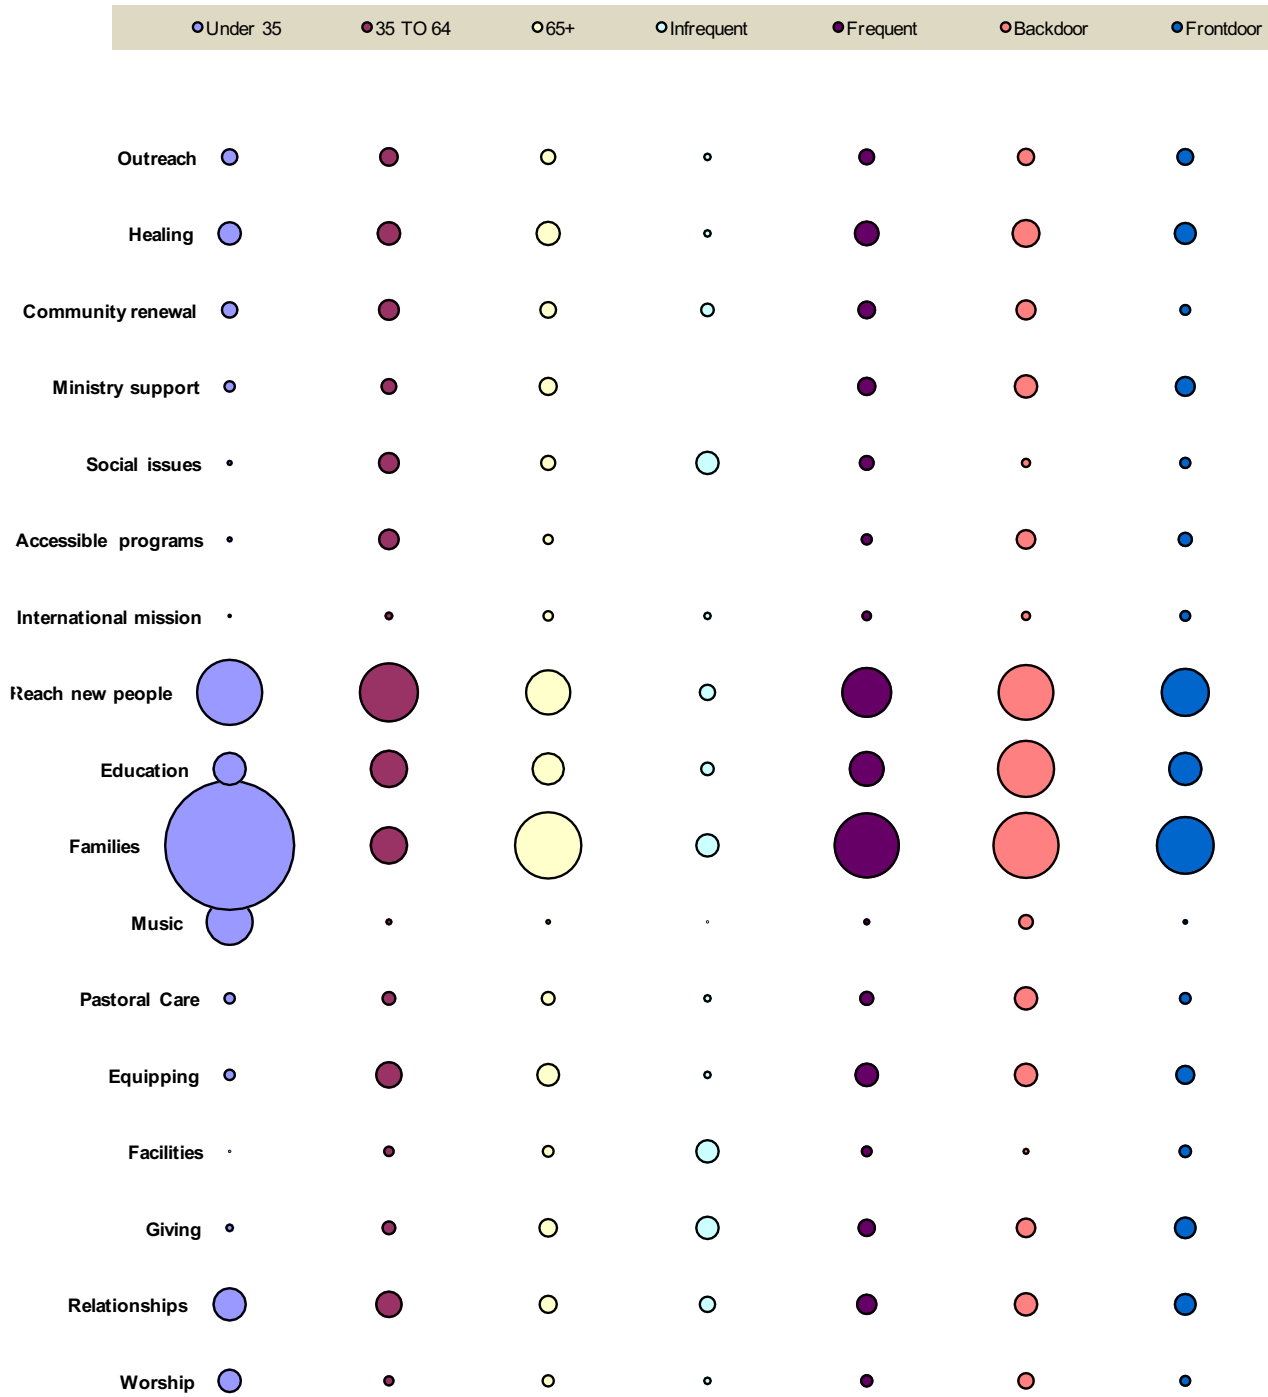 Under 35 35 TO 64 65+ Infrequent Frequent Backdoor Frontdoor
Outreach
Healing
Community renewal
Ministry support
Social issues
Accessible programs
International mission
Reach new people
Education
Families
Music
Pastoral Care
Equipping
Facilities
Giving
Relationships
Worship